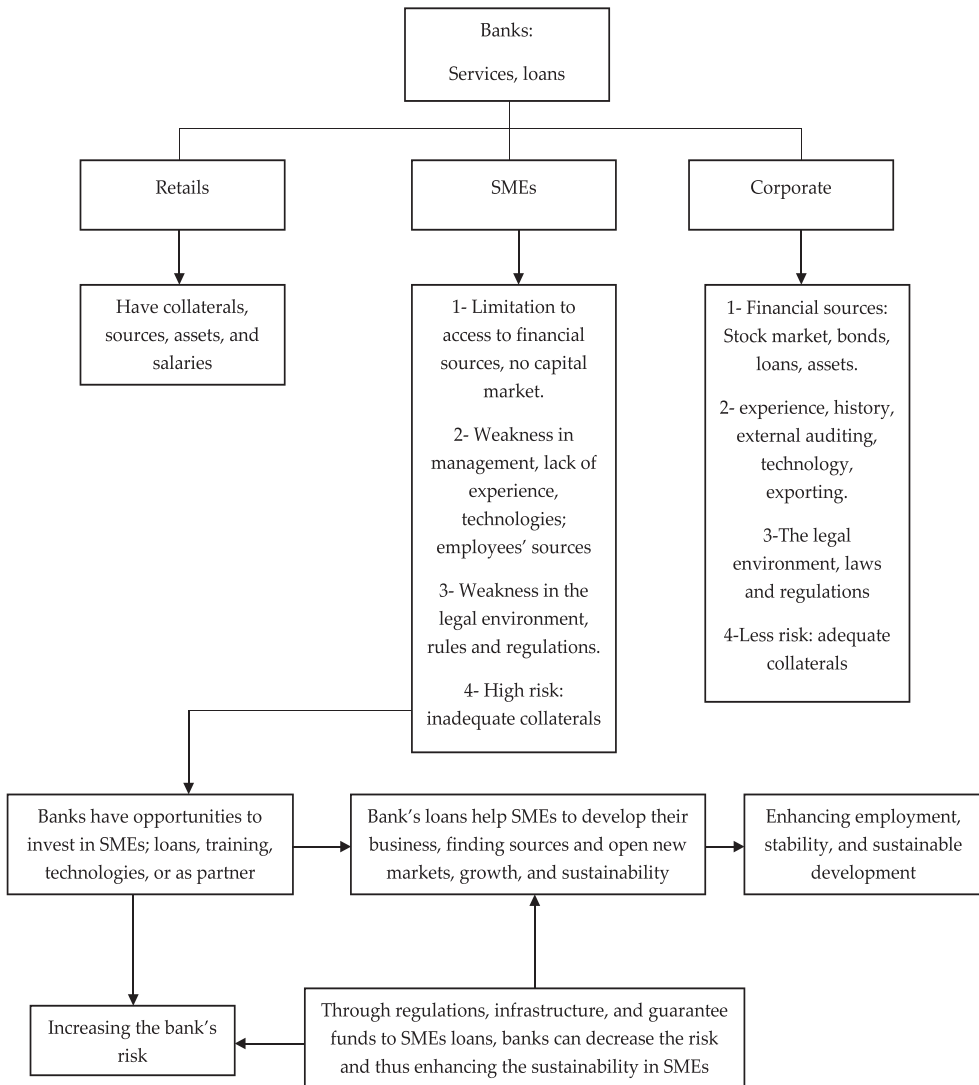 Banks:
Services, loans
Retails
SMEs
Corporate
Have collaterals,
sources, assets, and
salaries
1- Limitation to
access to financial
sources, no capital
market.
2- Weakness in
management, lack of
experience,
technologies;
employees’ sources
3- Weakness in the
legal environment,
rules and regulations.
4- High risk:
inadequate collaterals
1- Financial sources:
Stock market, bonds,
loans, assets.
2- experience, history,
external auditing,
technology,
exporting.
3-The legal
environment, laws
and regulations
4-Less risk: adequate
collaterals
Banks have opportunities to
invest in SMEs; loans, training,
technologies, or as partner
Bank’s loans help SMEs to develop their
business, finding sources and open new
markets, growth, and sustainability
Enhancing employment,
stability, and sustainable
development
Increasing the bank’s
risk
Through regulations, infrastructure, and guarantee
funds to SMEs loans, banks can decrease the risk
and thus enhancing the sustainability in SMEs